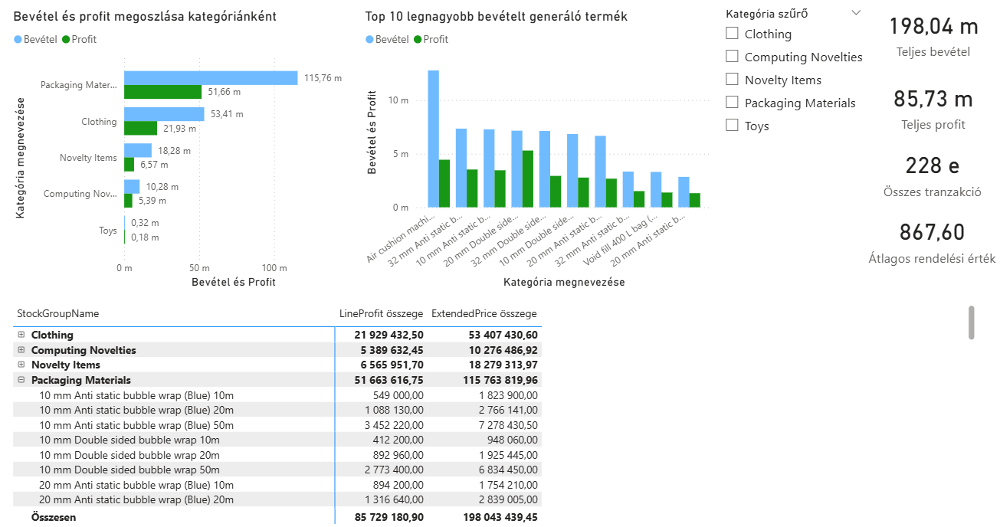 Bevétel és profit megoszlása kategóriánként
Bevétel Profit
Kategória megnevezése
Packaging Mater...
115,76 m
51,66 m
Clothing
53,41 m
21,93 m
Novelty Items
18,28 m
6,57 m
Computing Nov...
10,28 m
5,39 m
Toys
0,32 m
0,18 m
0 m 50 m 100 m
Bevétel és Profit
Top 10 legnagyobb bevételt generáló termék
Bevétel Profit
Bevétel és Profit
10 m
5 m
0 m
Air cushion machi...
32 mm Anti static b...
10 mm Anti static b...
20 mm Double side...
32 mm Double side...
10 mm Double side...
20 mm Anti static b...
32 mm Anti static b...
Void fill 400 L bag (...
20 mm Anti static b...
Kategória megnevezése
Kategória szűrő
Clothing
Computing Novelties
Novelty Items
Packaging Materials
Toys
198,04 m
Teljes bevétel
85,73 m
Teljes profit
228 e
Összes tranzakció
867,60
Átlagos rendelési érték
StockGroupName LineProfit összege ExtendedPrice összege
Clothing 21 929 432,50 53 407 430,60
Computing Novelties 5 389 632,45 10 276 486,92
Novelty Items 6 565 951,70 18 279 313,97
Packaging Materials 51 663 616,75 115 763 819,96
10 mm Anti static bubble wrap (Blue) 10m 549 000,00 1 823 900,00
10 mm Anti static bubble wrap (Blue) 20m 1 088 130,00 2 766 141,00
10 mm Anti static bubble wrap (Blue) 50m 3 452 220,00 7 278 430,50
10 mm Double sided bubble wrap 10m 412 200,00 948 060,00
10 mm Double sided bubble wrap 20m 892 960,00 1 925 445,00
10 mm Double sided bubble wrap 50m 2 773 400,00 6 834 450,00
20 mm Anti static bubble wrap (Blue) 10m 894 200,00 1 754 210,00
20 mm Anti static bubble wrap (Blue) 20m 1 316 640,00 2 839 005,00
Összesen 85 729 180,90 198 043 439,45